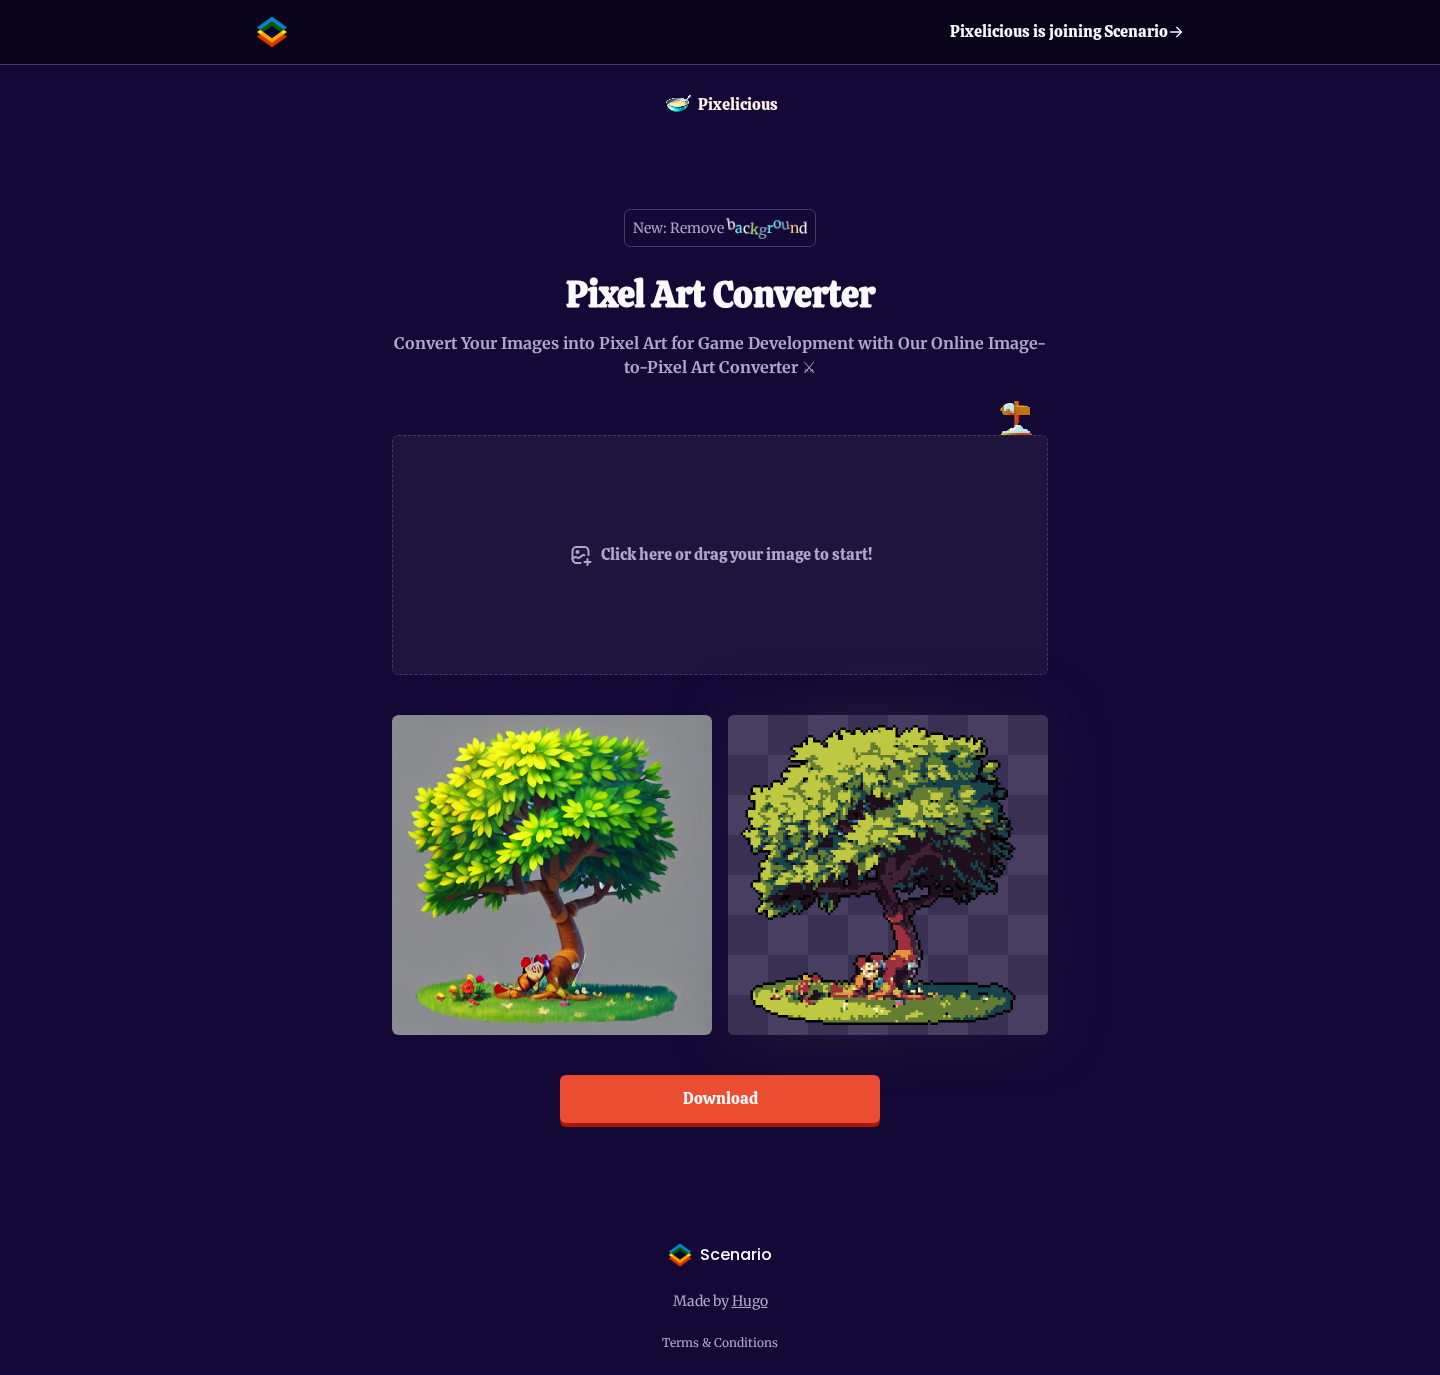 Pixelicious is joining Scenario→
Pixelicious
New: Remove background
Pixel Art Converter
Convert Your Images into Pixel Art for Game Development with Our Online Image-
to-Pixel Art Converter ⚔
Click here or drag your image to start!
Download
Scenario
Made by Hugo
Terms & Conditions